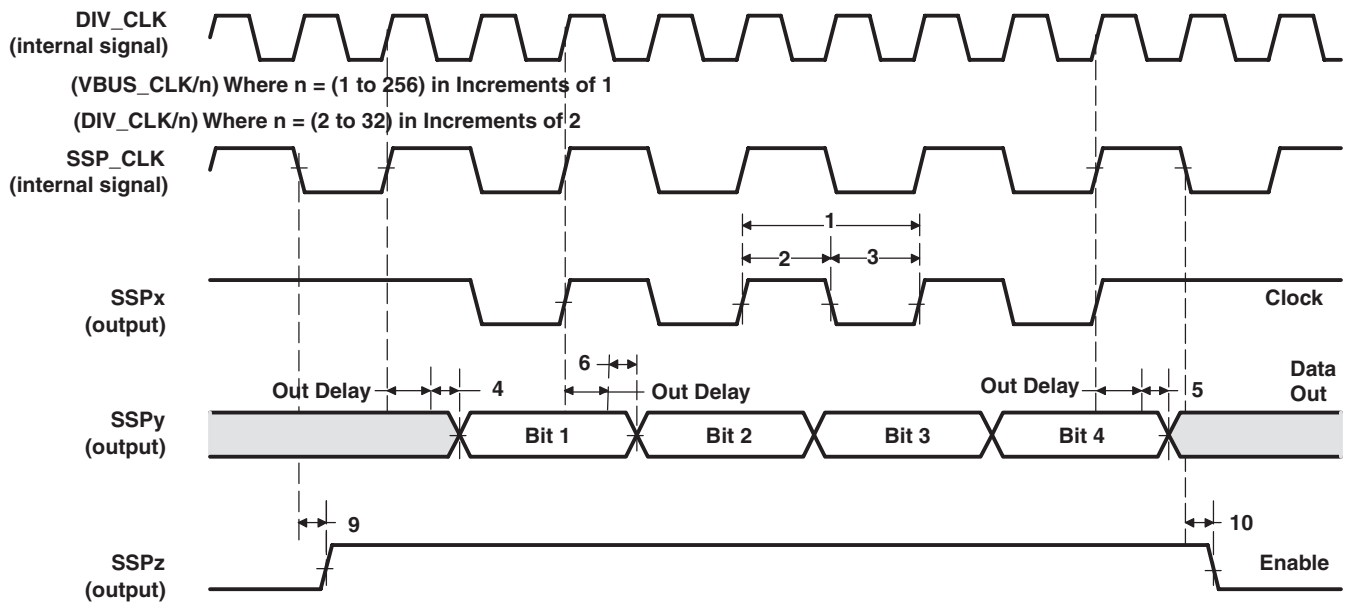 DIV_CLK
(internal signal)
(VBUS_CLK/n) Where n = (1 to 256) in Increments of 1
(DIV_CLK/n) Where n = (2 to 32) in Increments of 2
SSP_CLK
(internal signal)
1
2
3
SSPx
(output)
Clock
6
Out Delay
4
Out Delay
Out Delay
5
Data
Out
SSPy
(output)
Bit 1
Bit 2
Bit 3
Bit 4
9
10
SSPz
(output)
Enable